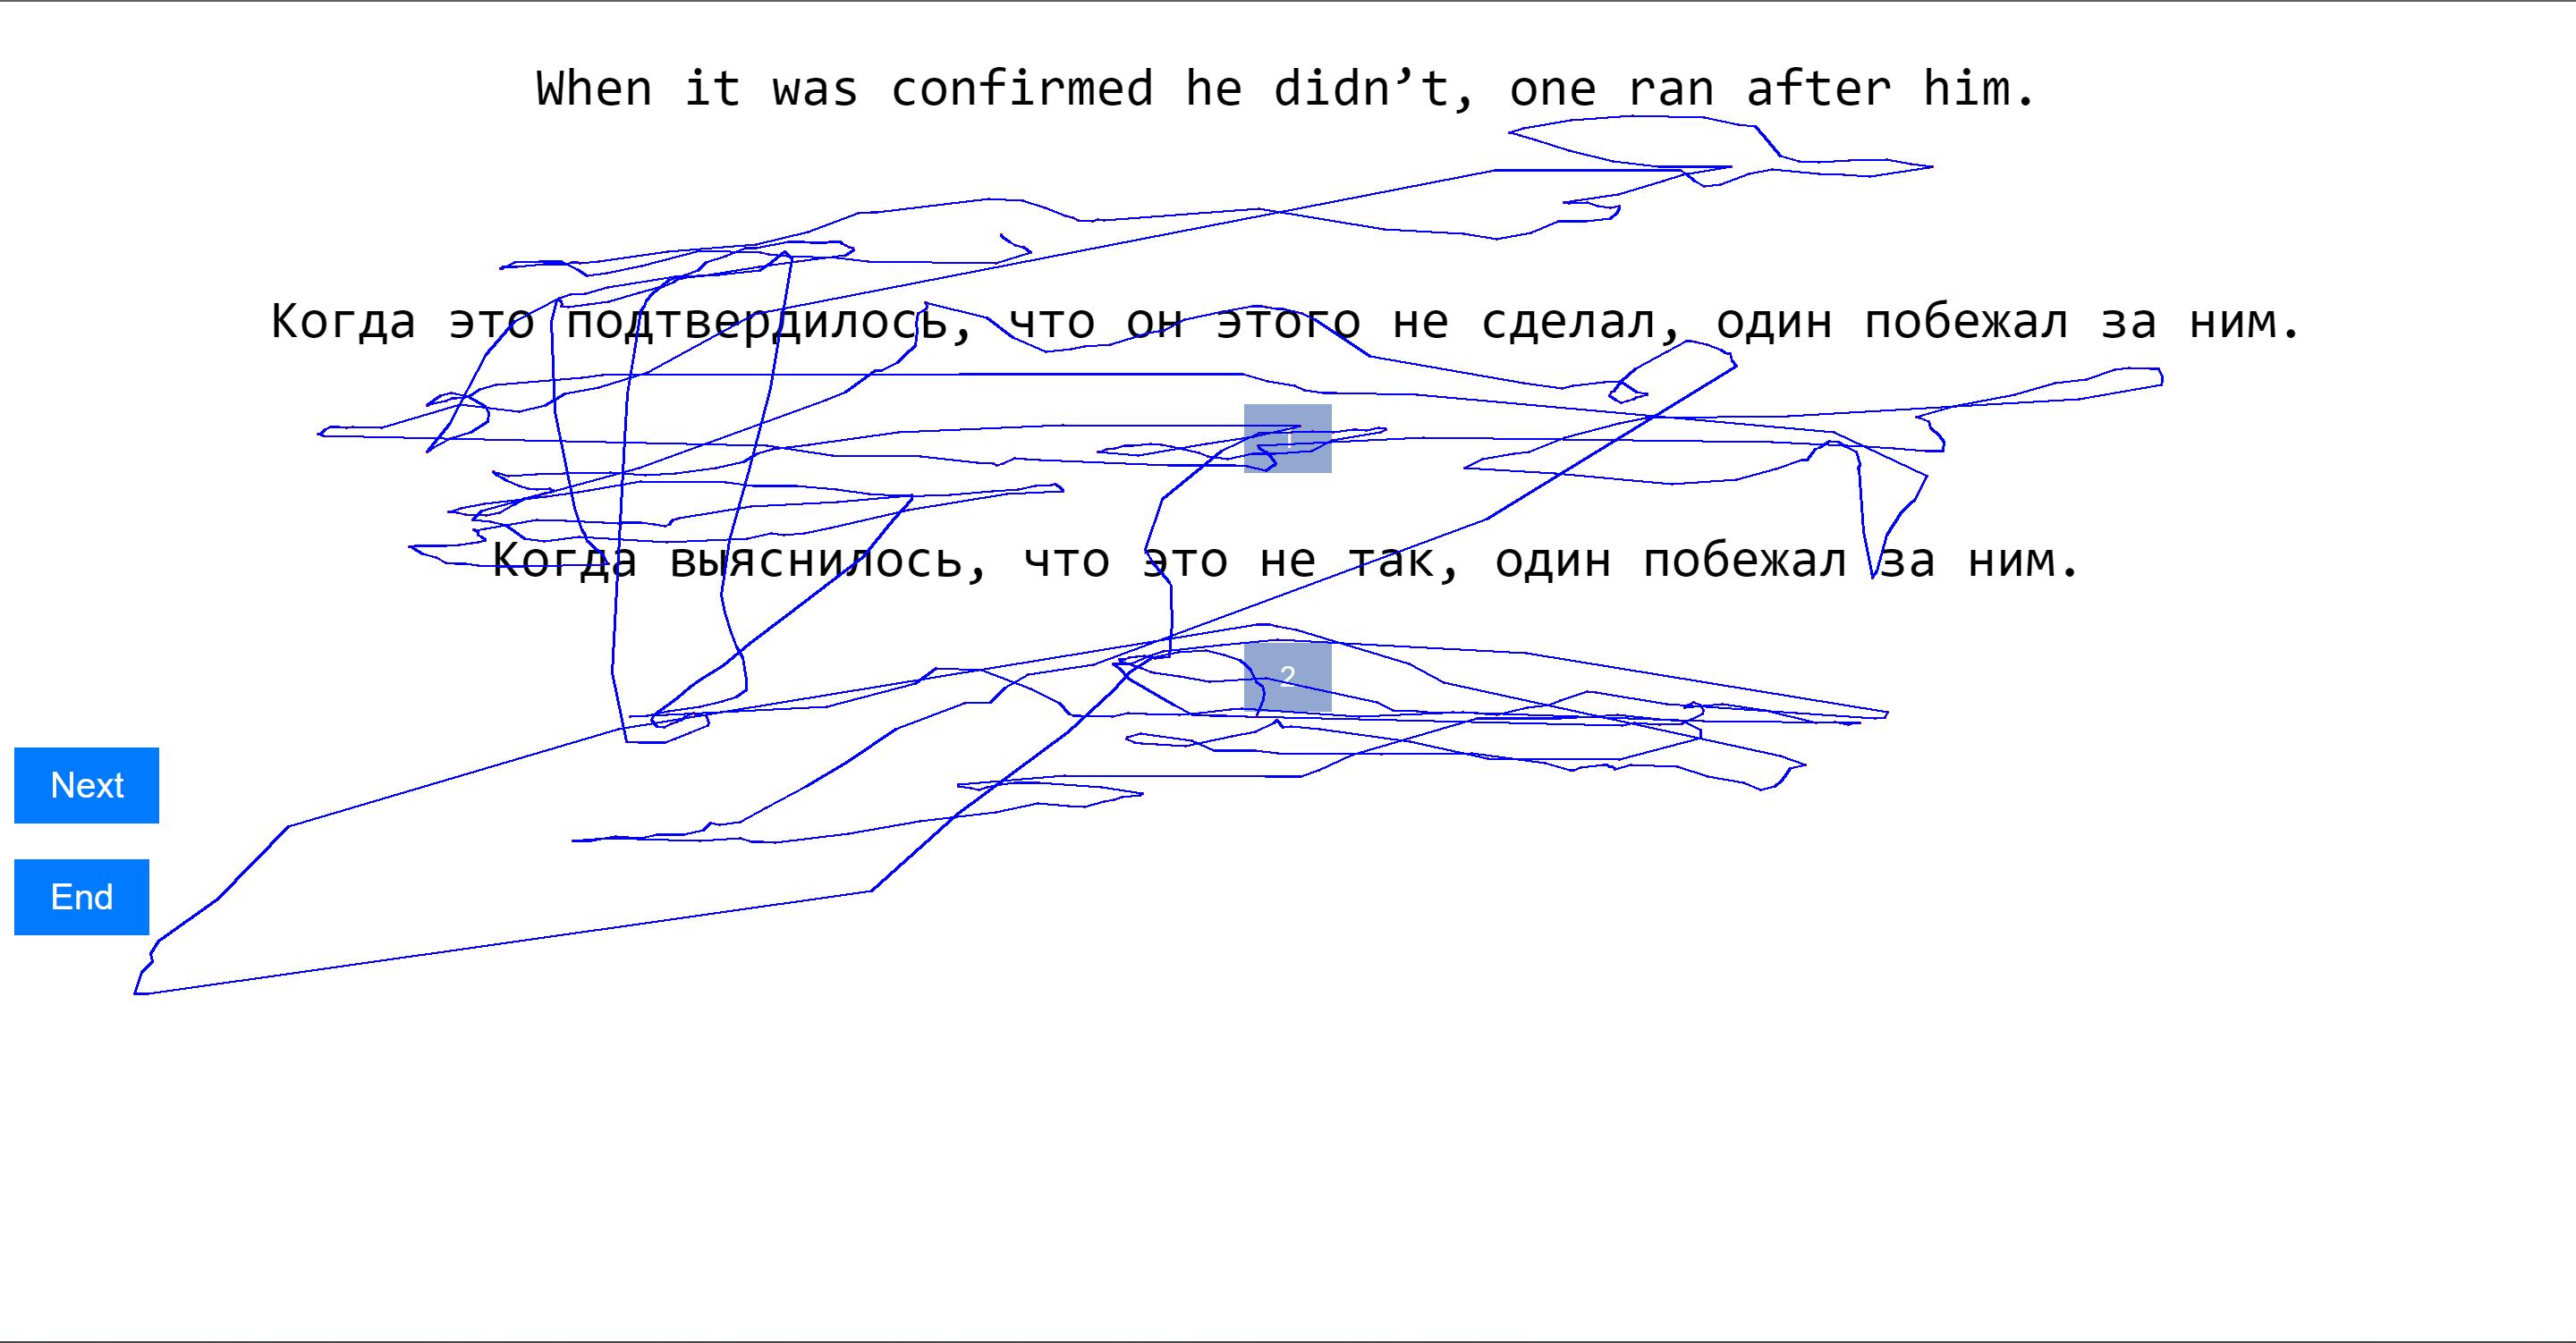 When it was confirmed he didn’t, one ran after him.
Когда это подтвердилось, что он этого не сделал, один побежал за ним.
1
Когда выяснилось, что это не так, один побежал за ним.
2
Next
End